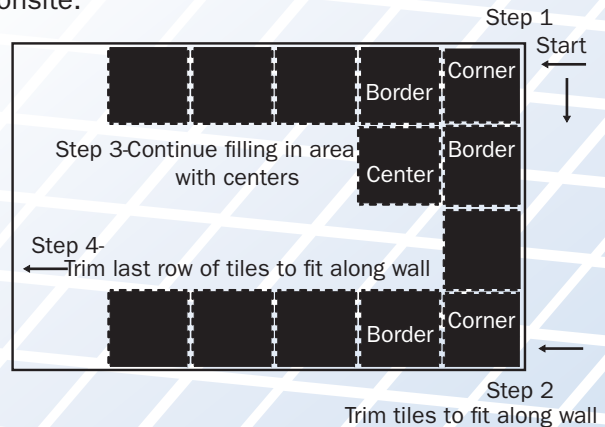 onsite.
Step 1
Start
Corner
Border
Step 3-Continue filling in area
with centers
Border
Center
Step 4-
Trim last row of tiles to fit along wall
Corner
Border
Step 2
Trim tiles to fit along wall